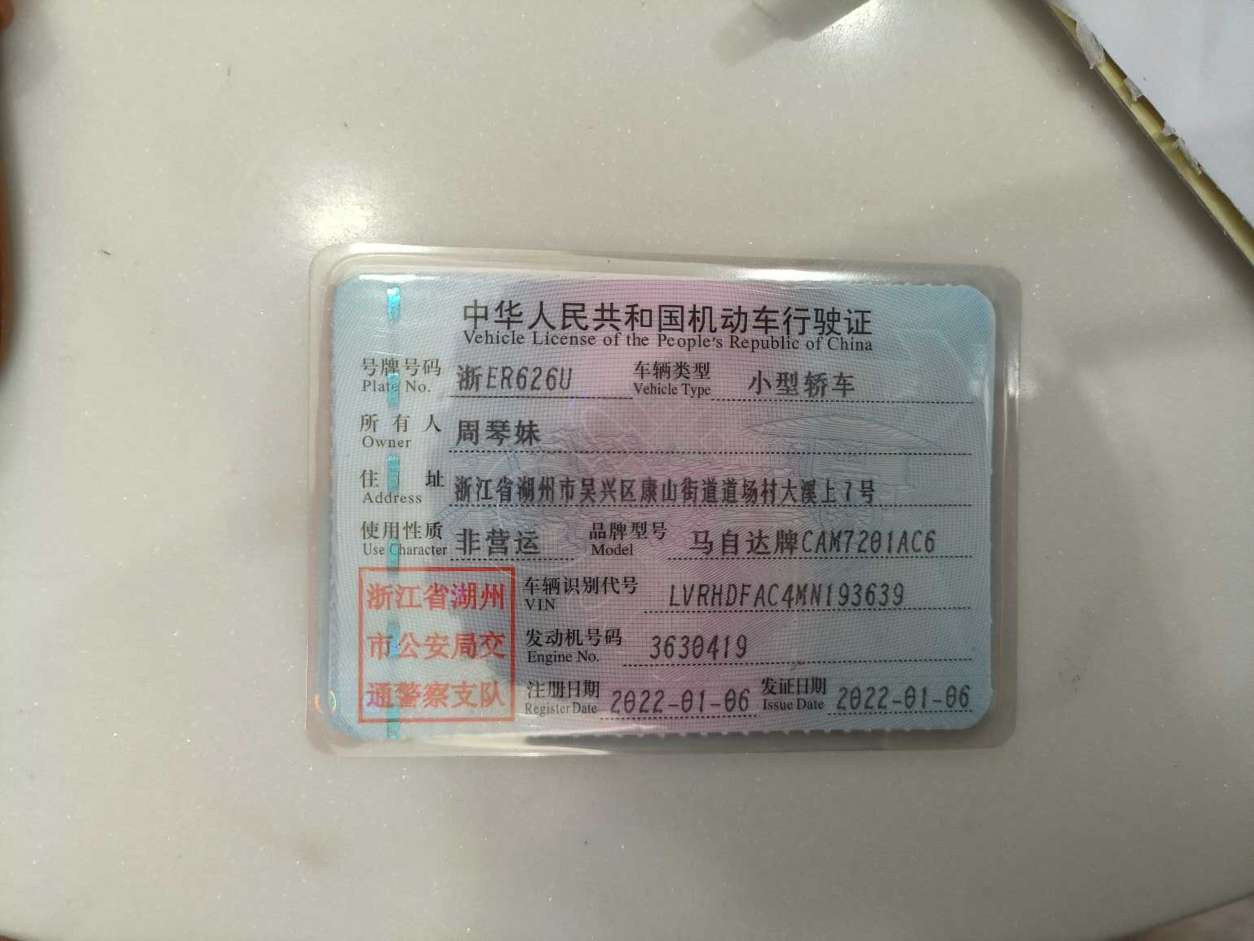 中华人民共和国机动车行驶证
Vehicle License of the People's Republic of China
号牌号码 浙ER626U 车辆类型 小型轿车
Plate No. Vehicle Type
所有人 周琴妹
Owner
住址 浙江省湖州市吴兴区康山街道道场村大溪上7号
Address
使用性质 非营运 品牌型号 马自达牌CAM7201AC6
Use Character Model
浙江省湖州
市公安局交
通警察支队
车辆识别代号 LVRHDFAC4MN193639
VIN
发动机号码 3630419
Engine No.
注册日期 2022-01-06 发证日期 2022-01-06
Register Date Issue Date